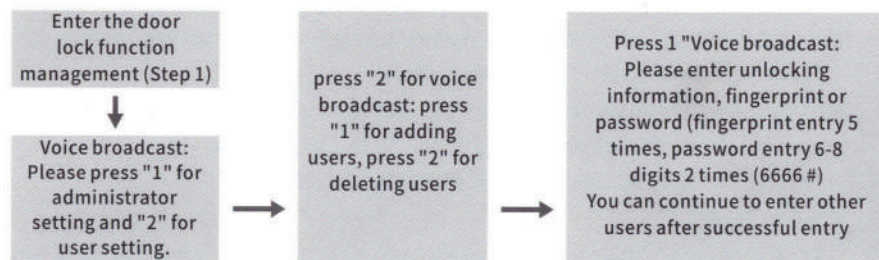 Enter the door
lock function
management (Step 1)
Voice broadcast:
Please press "1" for
administrator
setting and "2" for
user setting.
press "2" for voice
broadcast: press
"1" for adding
users, press "2" for
deleting users
Press 1 "Voice broadcast:
Please enter unlocking
information, fingerprint or
password (fingerprint entry 5
times, password entry 6-8
digits 2 times (6666 #)
You can continue to enter other
users after successful entry